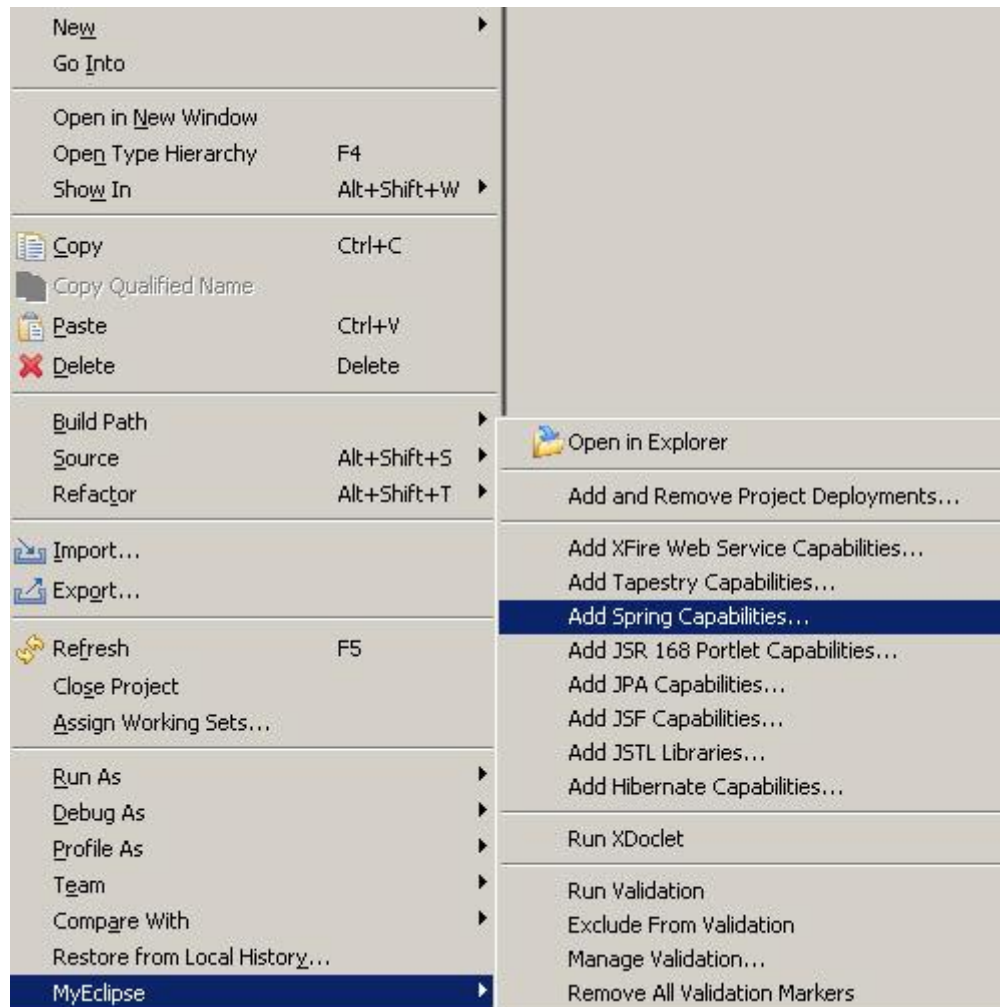 New
Go Into
Open in New Window
Open Type Hierarchy F4
Show In Alt+Shift+W
Copy Ctrl+C
Copy Qualified Name
Paste Ctrl+V
Delete Delete
Build Path
Source Alt+Shift+S
Refactor Alt+Shift+T
Import...
Export...
Refresh F5
Close Project
Assign Working Sets...
Run As
Debug As
Profile As
Team
Compare With
Restore from Local History...
MyEclipse
Open in Explorer
Add and Remove Project Deployments...
Add XFire Web Service Capabilities...
Add Tapestry Capabilities...
Add Spring Capabilities...
Add JSR 168 Portlet Capabilities...
Add JPA Capabilities...
Add JSF Capabilities...
Add JSTL Libraries...
Add Hibernate Capabilities...
Run XDoclet
Run Validation
Exclude From Validation
Manage Validation...
Remove All Validation Markers